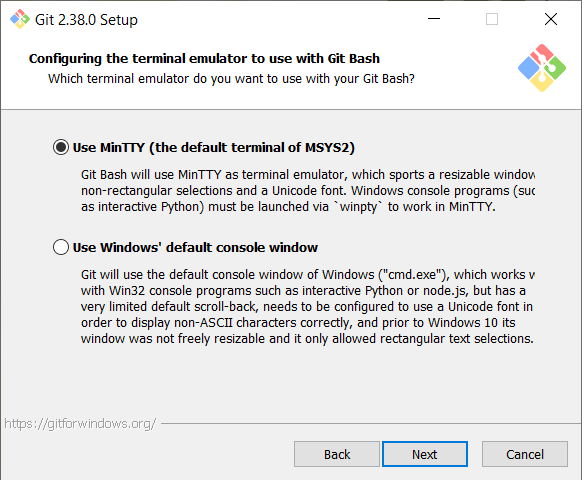 Git 2.38.0 Setup
Configuring the terminal emulator to use with Git Bash
Which terminal emulator do you want to use with your Git Bash?
Use MinTTY (the default terminal of MSYS2)
Git Bash will use MinTTY as terminal emulator, which sports a resizable window
non-rectangular selections and a Unicode font. Windows console programs (suc
as interactive Python) must be launched via `winpty` to work in MinTTY.
Use Windows' default console window
Git will use the default console window of Windows ("cmd.exe"), which works w
with Win32 console programs such as interactive Python or node.js, but has a
very limited default scroll-back, needs to be configured to use a Unicode font in
order to display non-ASCII characters correctly, and prior to Windows 10 its
window was not freely resizable and it only allowed rectangular text selections.
https://gitforwindows.org/
Back Next Cancel